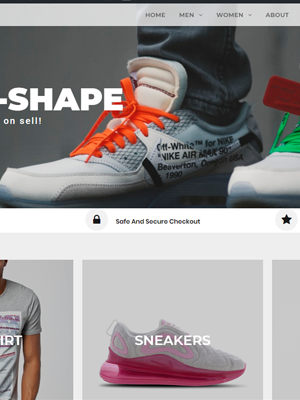 HOME MEN WOMEN ABOUT
-SHAPE
on sell!
Off-White™ for NIKE
"NIKE AIR MAX 90"
Beaverton, Oregon USA
1990
Safe And Secure Checkout
IRT
SNEAKERS